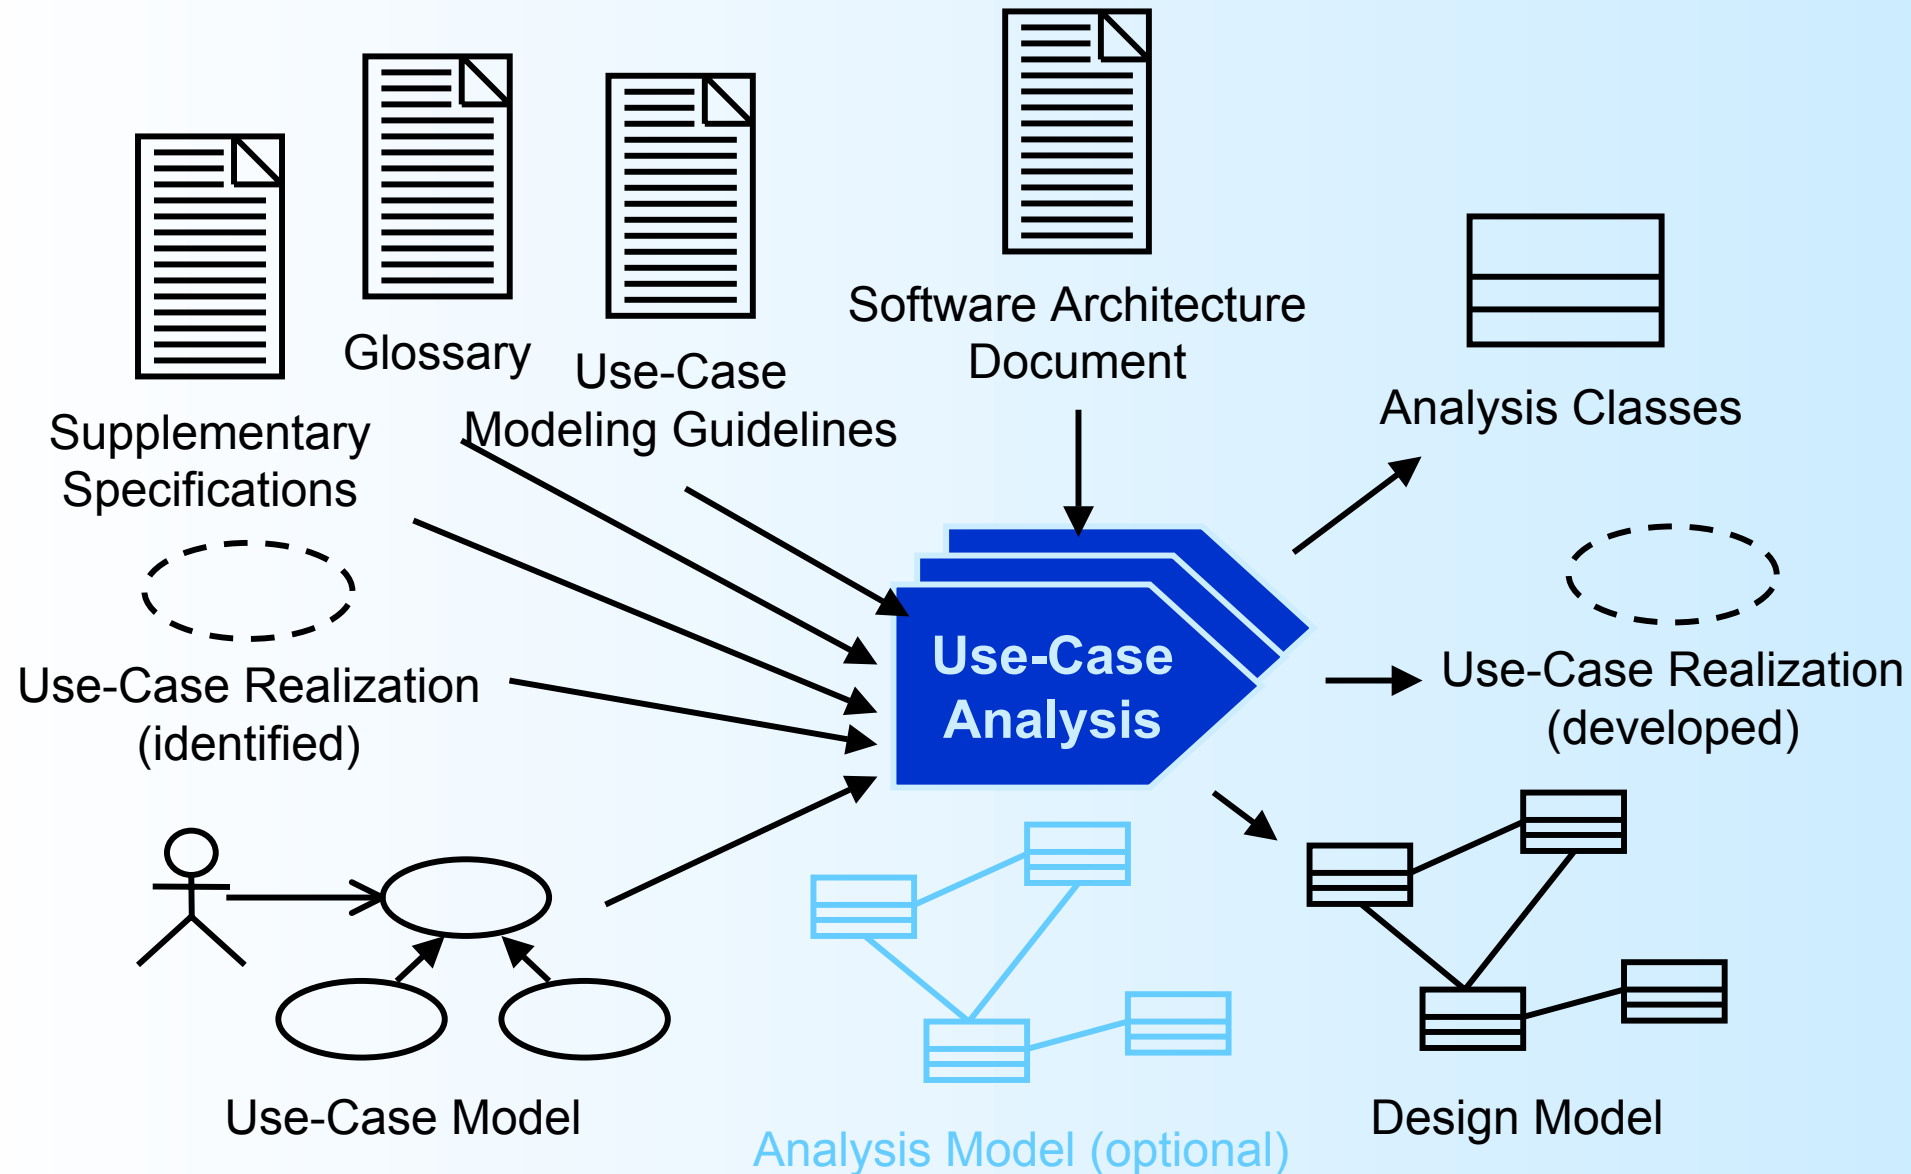 Glossary
Use-Case
Modeling Guidelines
Software Architecture
Document
Analysis Classes
Supplementary
Specifications
Use-Case Realization
(identified)
Use-Case
Analysis
Use-Case Realization
(developed)
Use-Case Model
Analysis Model (optional)
Design Model